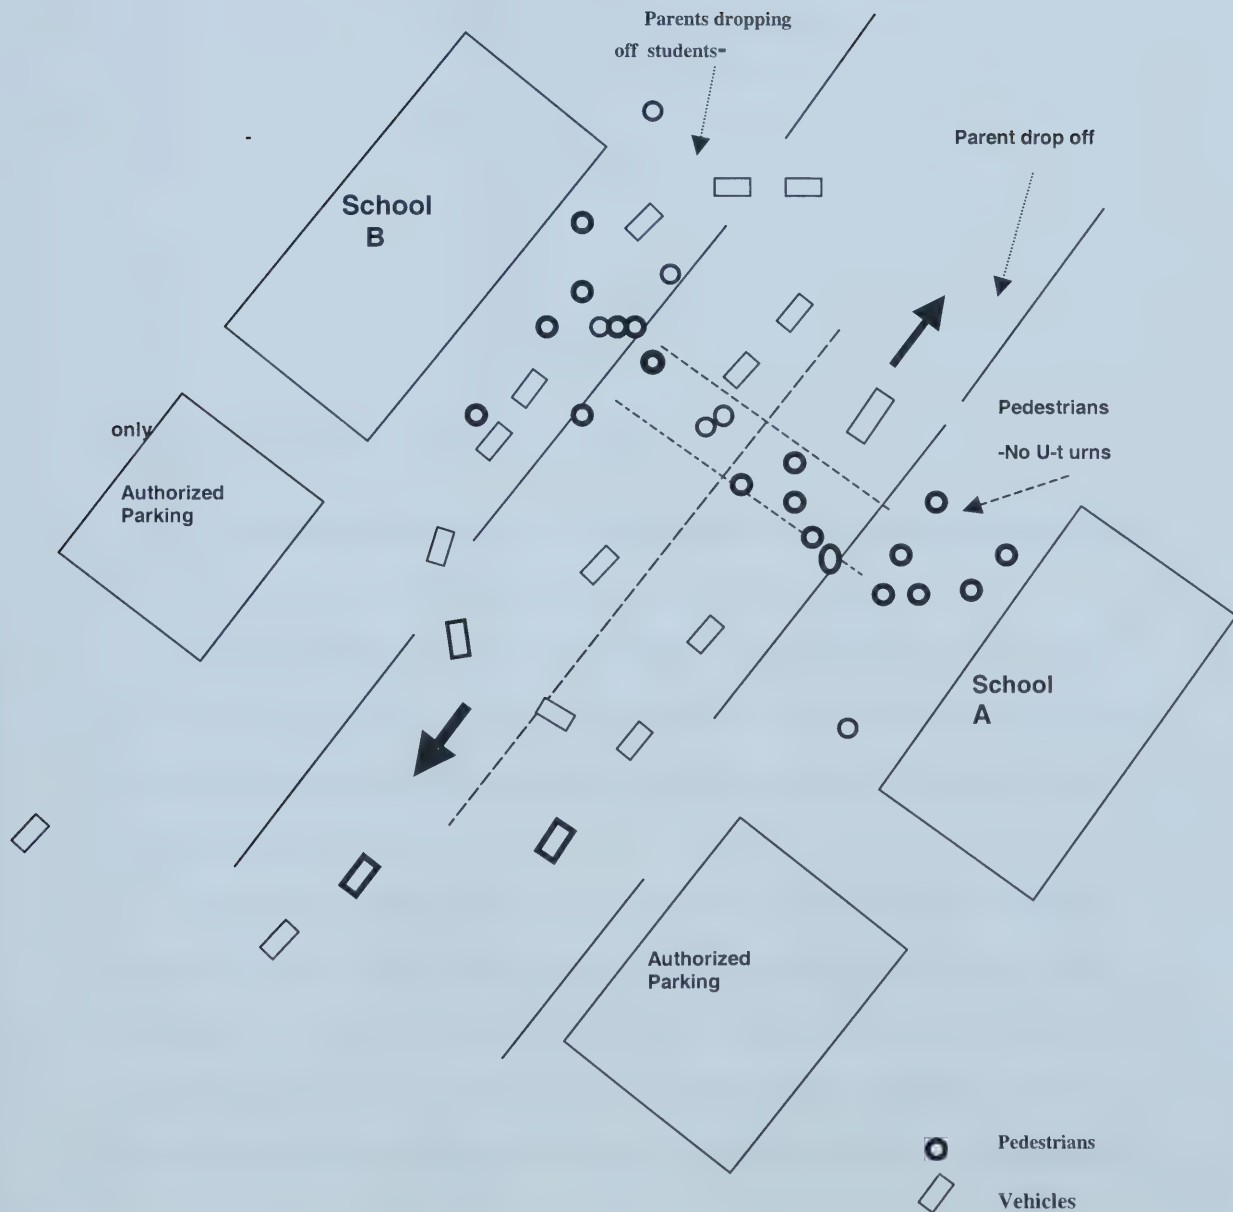 Parents dropping
off students-
Parent drop off
School
B
Pedestrians
-No U-t urns
only
Authorized
Parking
School
A
Authorized
Parking
Pedestrians
Vehicles